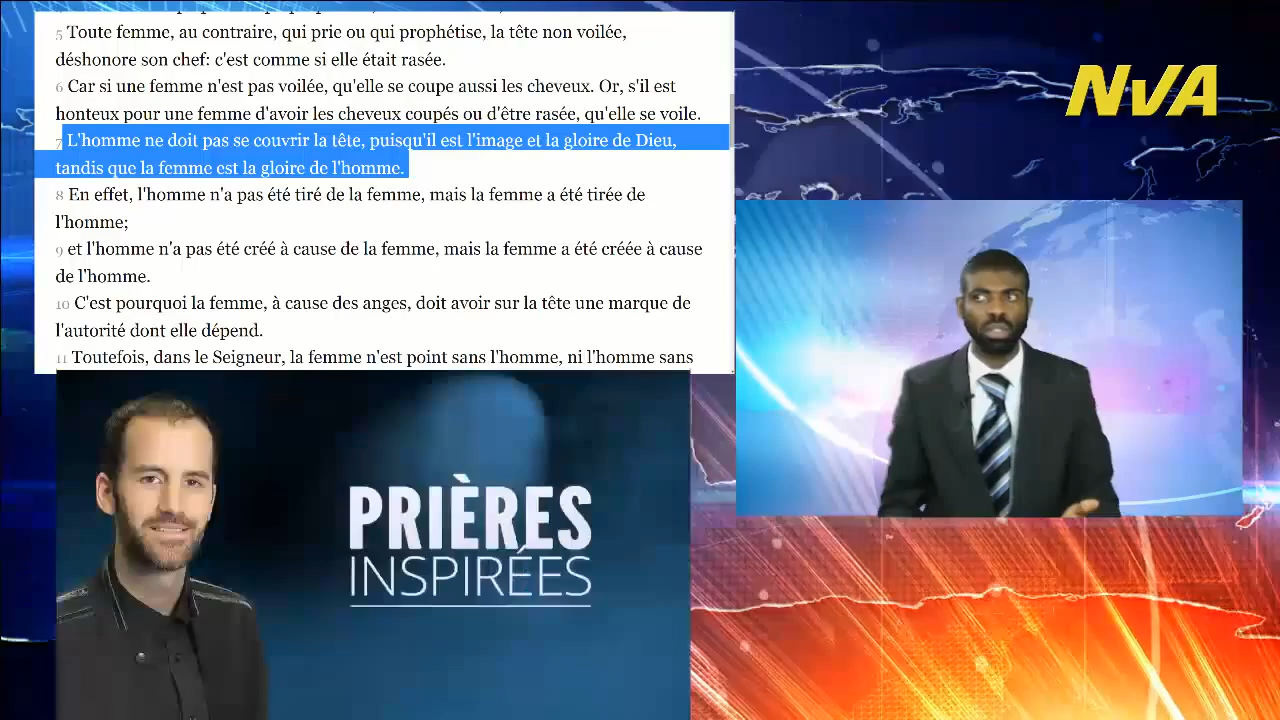 5 Toute femme, au contraire, qui prie ou qui prophétise, la tête non voilée,
déshonore son chef: c'est comme si elle était rasée.
6 Car si une femme n'est pas voilée, qu'elle se coupe aussi les cheveux. Or, s'il est
honteux pour une femme d'avoir les cheveux coupés ou d'être rasée, qu'elle se voile.
7 L'homme ne doit pas se couvrir la tête, puisqu'il est l'image et la gloire de Dieu,
tandis que la femme est la gloire de l'homme.
8 En effet, l'homme n'a pas été tiré de la femme, mais la femme a été tirée de
l'homme;
9 et l'homme n'a pas été créé à cause de la femme, mais la femme a été créée à cause
de l'homme.
10 C'est pourquoi la femme, à cause des anges, doit avoir sur la tête une marque de
l'autorité dont elle dépend.
11 Toutefois, dans le Seigneur, la femme n'est point sans l'homme, ni l'homme sans
NVA
PRIÈRES
INSPIRÉES